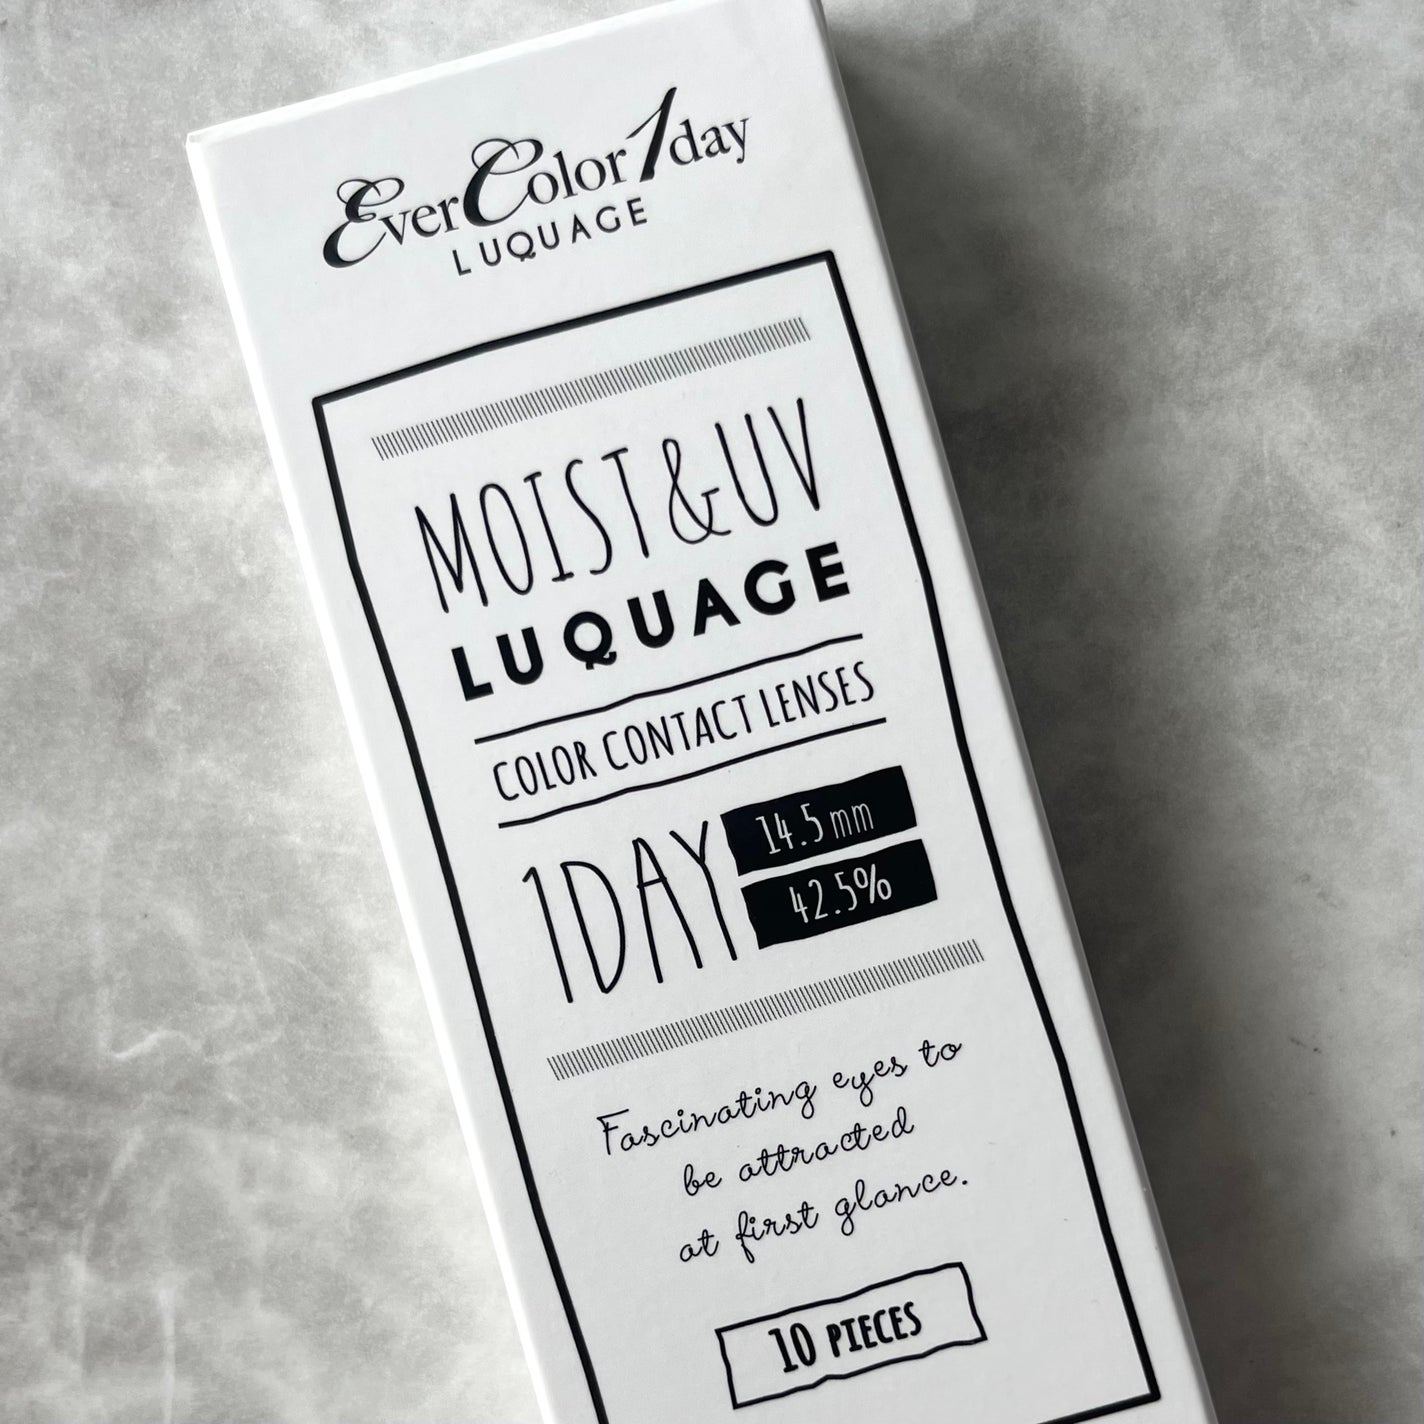 EverColor1day
LUQUAGE
MOIST&UV
LUQUAGE
COLOR CONTACT LENSES
1DAY
14.5mm
42.5%
Fascinating eyes to
be attracted
at first glance.
10 PIECES